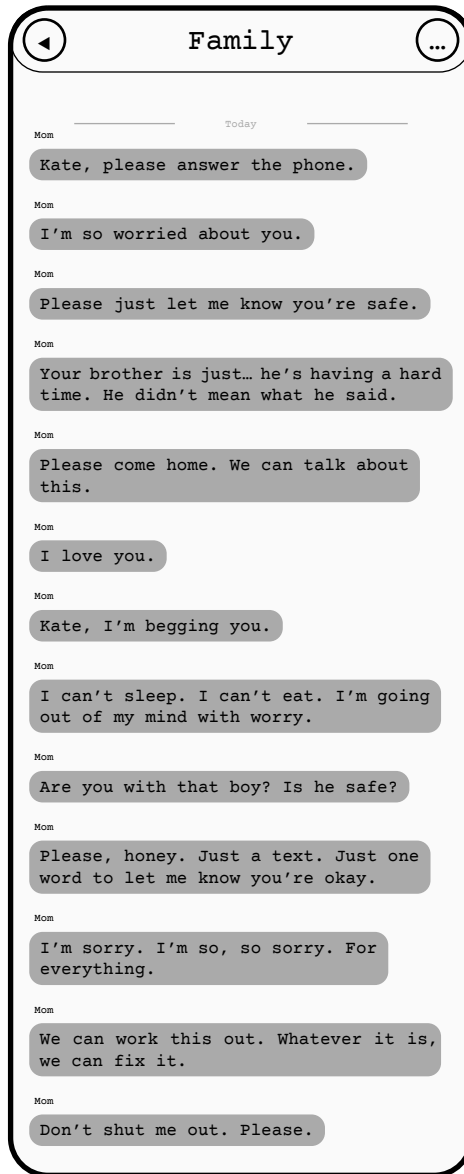 Family
...
Today
Mom
Kate, please answer the phone.
Mom
I’m so worried about you.
Mom
Please just let me know you’re safe.
Mom
Your brother is just… he’s having a hard
time. He didn’t mean what he said.
Mom
Please come home. We can talk about
this.
Mom
I love you.
Mom
Kate, I’m begging you.
Mom
I can’t sleep. I can’t eat. I’m going
out of my mind with worry.
Mom
Are you with that boy? Is he safe?
Mom
Please, honey. Just a text. Just one
word to let me know you’re okay.
Mom
I’m sorry. I’m so, so sorry. For
everything.
Mom
We can work this out. Whatever it is,
we can fix it.
Mom
Don’t shut me out. Please.